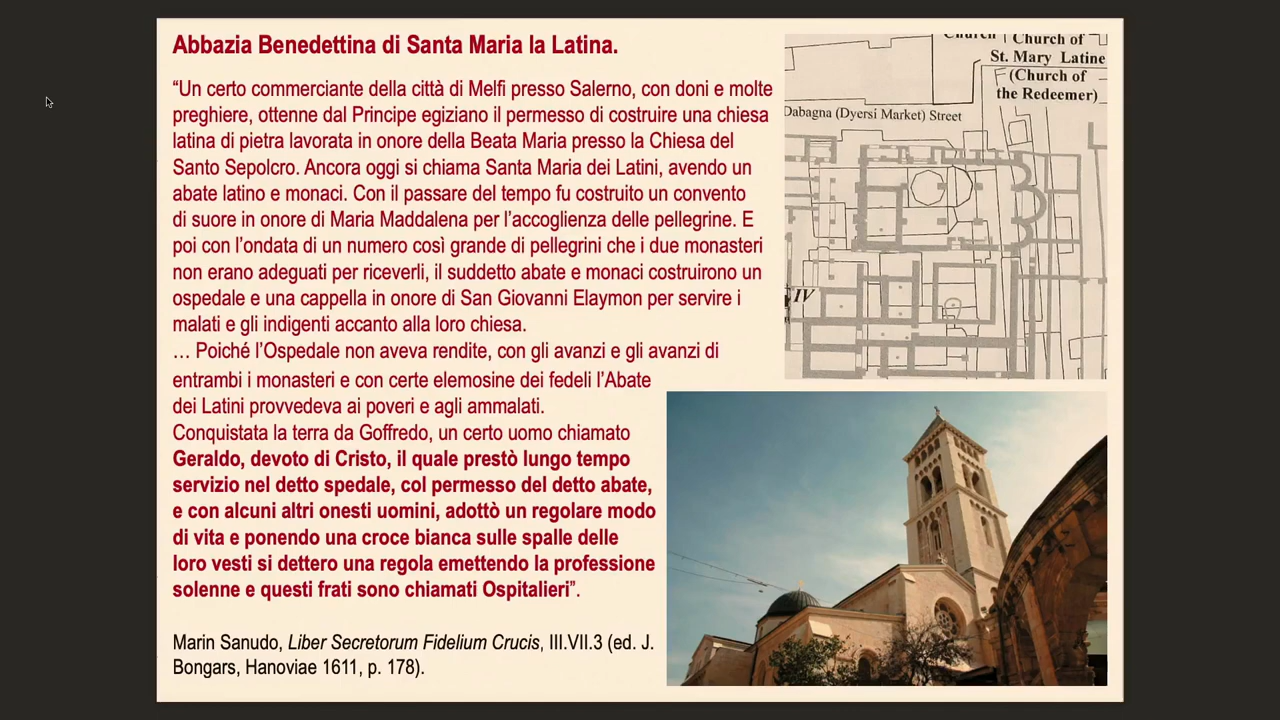 Abbazia Benedettina di Santa Maria la Latina.
“Un certo commerciante della città di Melfi presso Salerno, con doni e molte
preghiere, ottenne dal Principe egiziano il permesso di costruire una chiesa
latina di pietra lavorata in onore della Beata Maria presso la Chiesa del
Santo Sepolcro. Ancora oggi si chiama Santa Maria dei Latini, avendo un
abate latino e monaci. Con il passare del tempo fu costruito un convento
di suore in onore di Maria Maddalena per l’accoglienza delle pellegrine. E
poi con l’ondata di un numero così grande di pellegrini che i due monasteri
non erano adeguati per riceverli, il suddetto abate e monaci costruirono un
ospedale e una cappella in onore di San Giovanni Elaymon per servire i
malati e gli indigenti accanto alla loro chiesa.
… Poiché l’Ospedale non aveva rendite, con gli avanzi e gli avanzi di
entrambi i monasteri e con certe elemosine dei fedeli l’Abate
dei Latini provvedeva ai poveri e agli ammalati.
Conquistata la terra da Goffredo, un certo uomo chiamato
Geraldo, devoto di Cristo, il quale prestò lungo tempo
servizio nel detto spedale, col permesso del detto abate,
e con alcuni altri onesti uomini, adottò un regolare modo
di vita e ponendo una croce bianca sulle spalle delle
loro vesti si dettero una regola emettendo la professione
solenne e questi frati sono chiamati Ospitalieri”.
Marin Sanudo, Liber Secretorum Fidelium Crucis, III.VII.3 (ed. J.
Bongars, Hanoviae 1611, p. 178).
Church
Church of
St. Mary Latine
(Church of
the Redeemer)
Dabagna (Dyersi Market) Street
IV